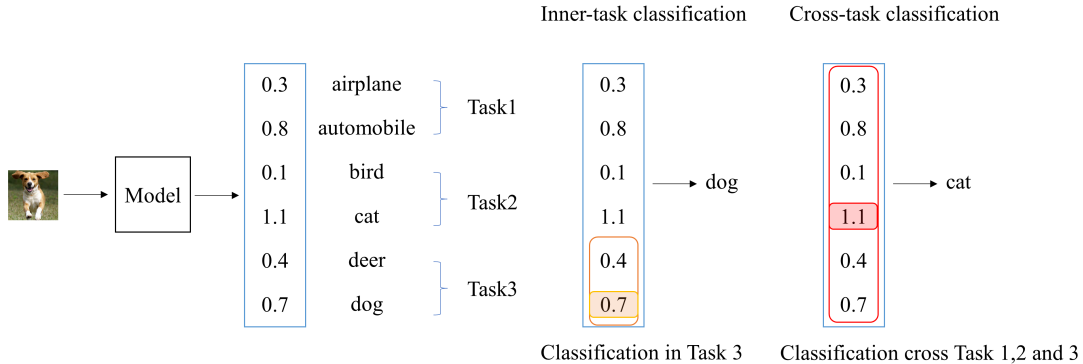 Inner-task classification
Cross-task classification
0.3 airplane
0.8 automobile
Task1
0.1 bird
1.1 cat
Task2
0.4 deer
0.7 dog
Task3
Model
0.3
0.8
0.1
1.1
0.4
0.7
dog
0.3
0.8
0.1
1.1
0.4
0.7
cat
Classification in Task 3
Classification cross Task 1,2 and 3